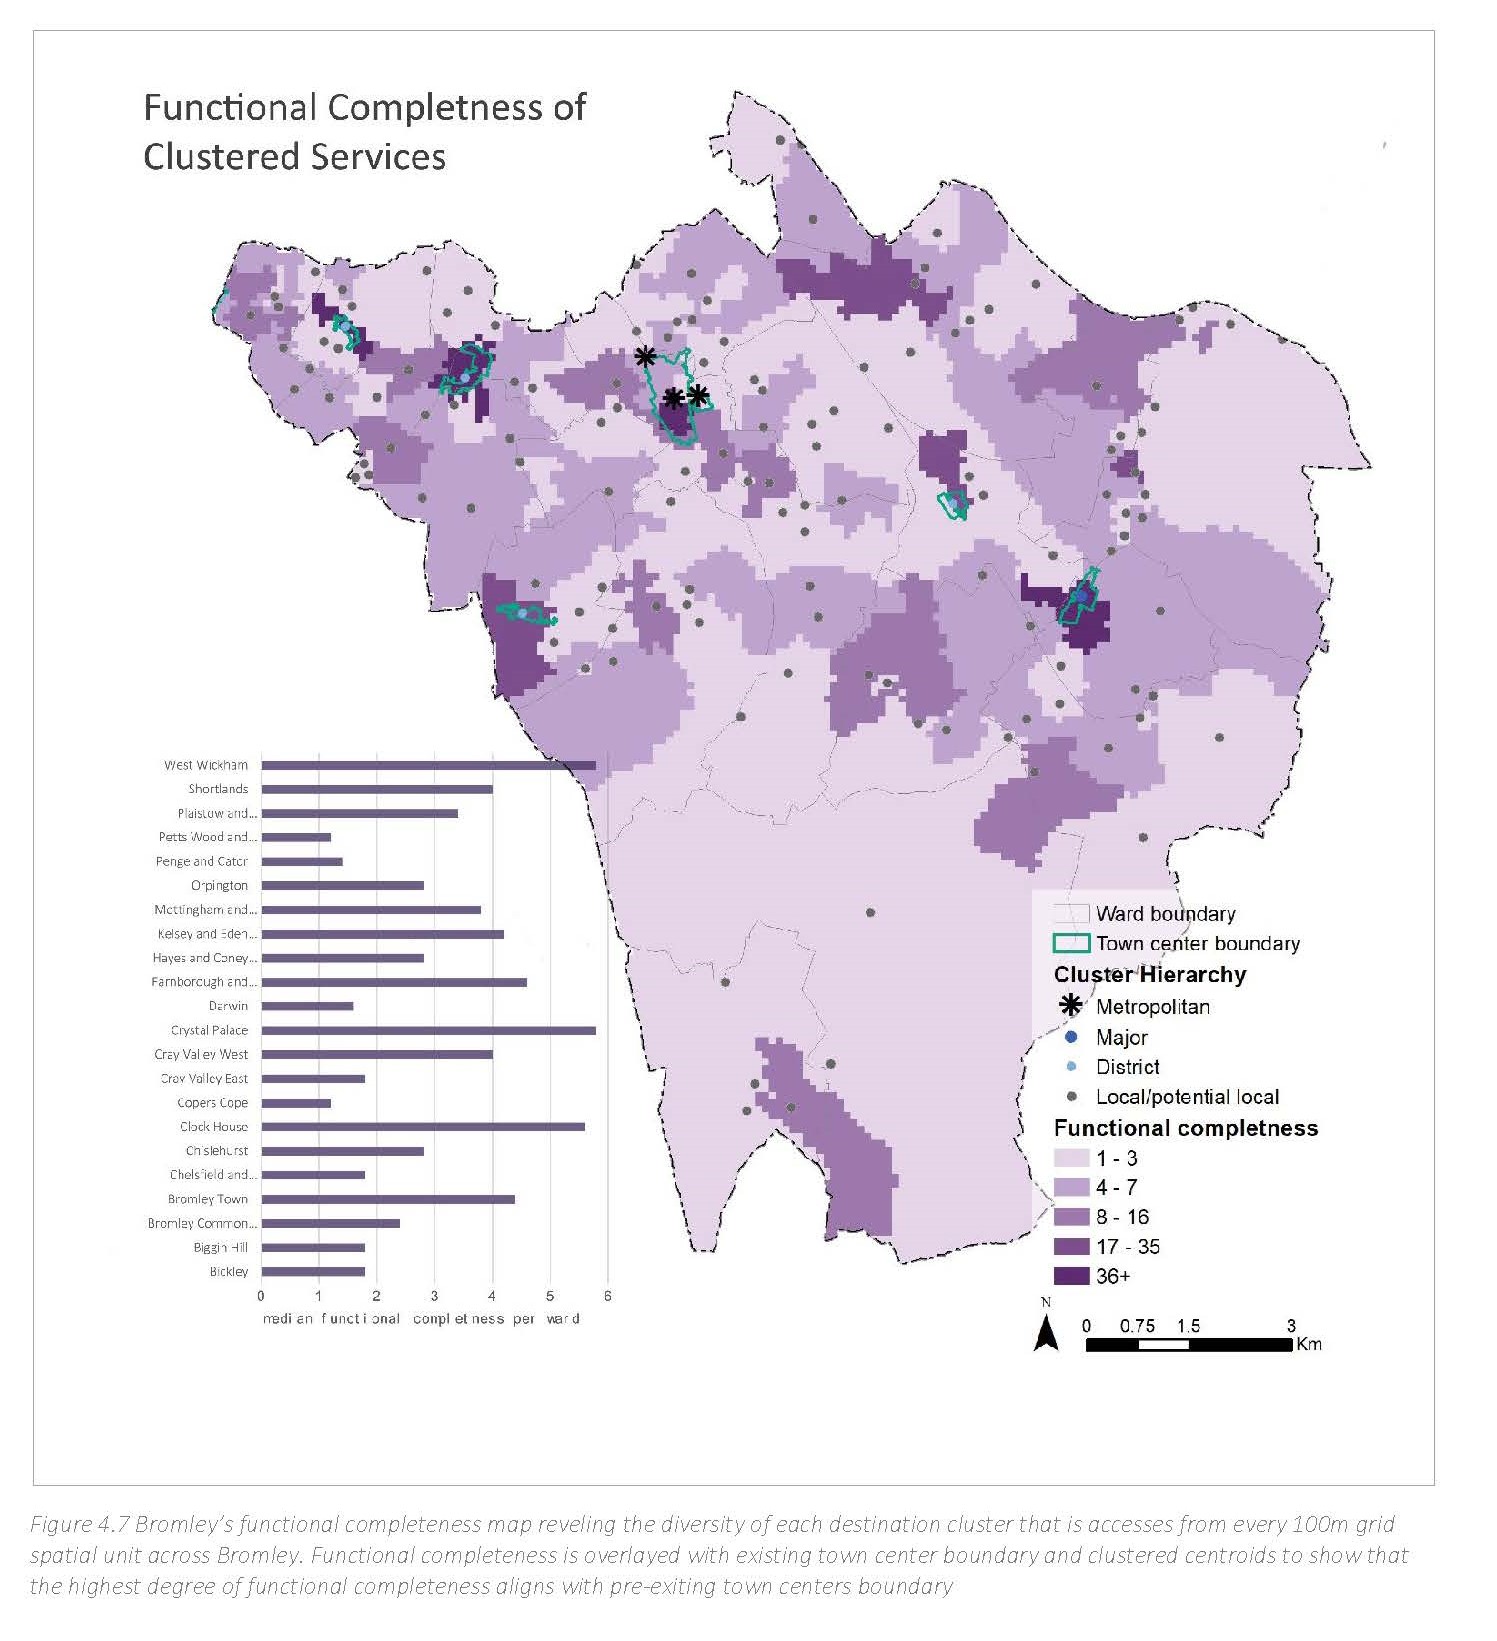 Functional Completness of
Clustered Services
West Wickham
Shortlands
Plaistow and...
Petts Wood and...
Penge and Cator
Orpington
Mottingham and...
Kelsey and Eden...
Hayes and Coney...
Farnborough and...
Darwin
Crystal Palace
Cray Valley West
Cray Valley East
Copers Cope
Clock House
Chislehurst
Chelsfield and...
Bromley Town
Bromley Common...
Biggin Hill
Bickley
0 1 2 3 4 5 6
median functional completness per ward
Ward boundary
Town center boundary
Cluster Hierarchy
Metropolitan
Major
District
Local/potential local
Functional completness
1 - 3
4 - 7
8 - 16
17 - 35
36+
N
0 0.75 1.5 3
Km
Figure 4.7 Bromley's functional completeness map reveling the diversity of each destination cluster that is accesses from every 100m grid
spatial unit across Bromley. Functional completeness is overlayed with existing town center boundary and clustered centroids to show that
the highest degree of functional completeness aligns with pre-exiting town centers boundary